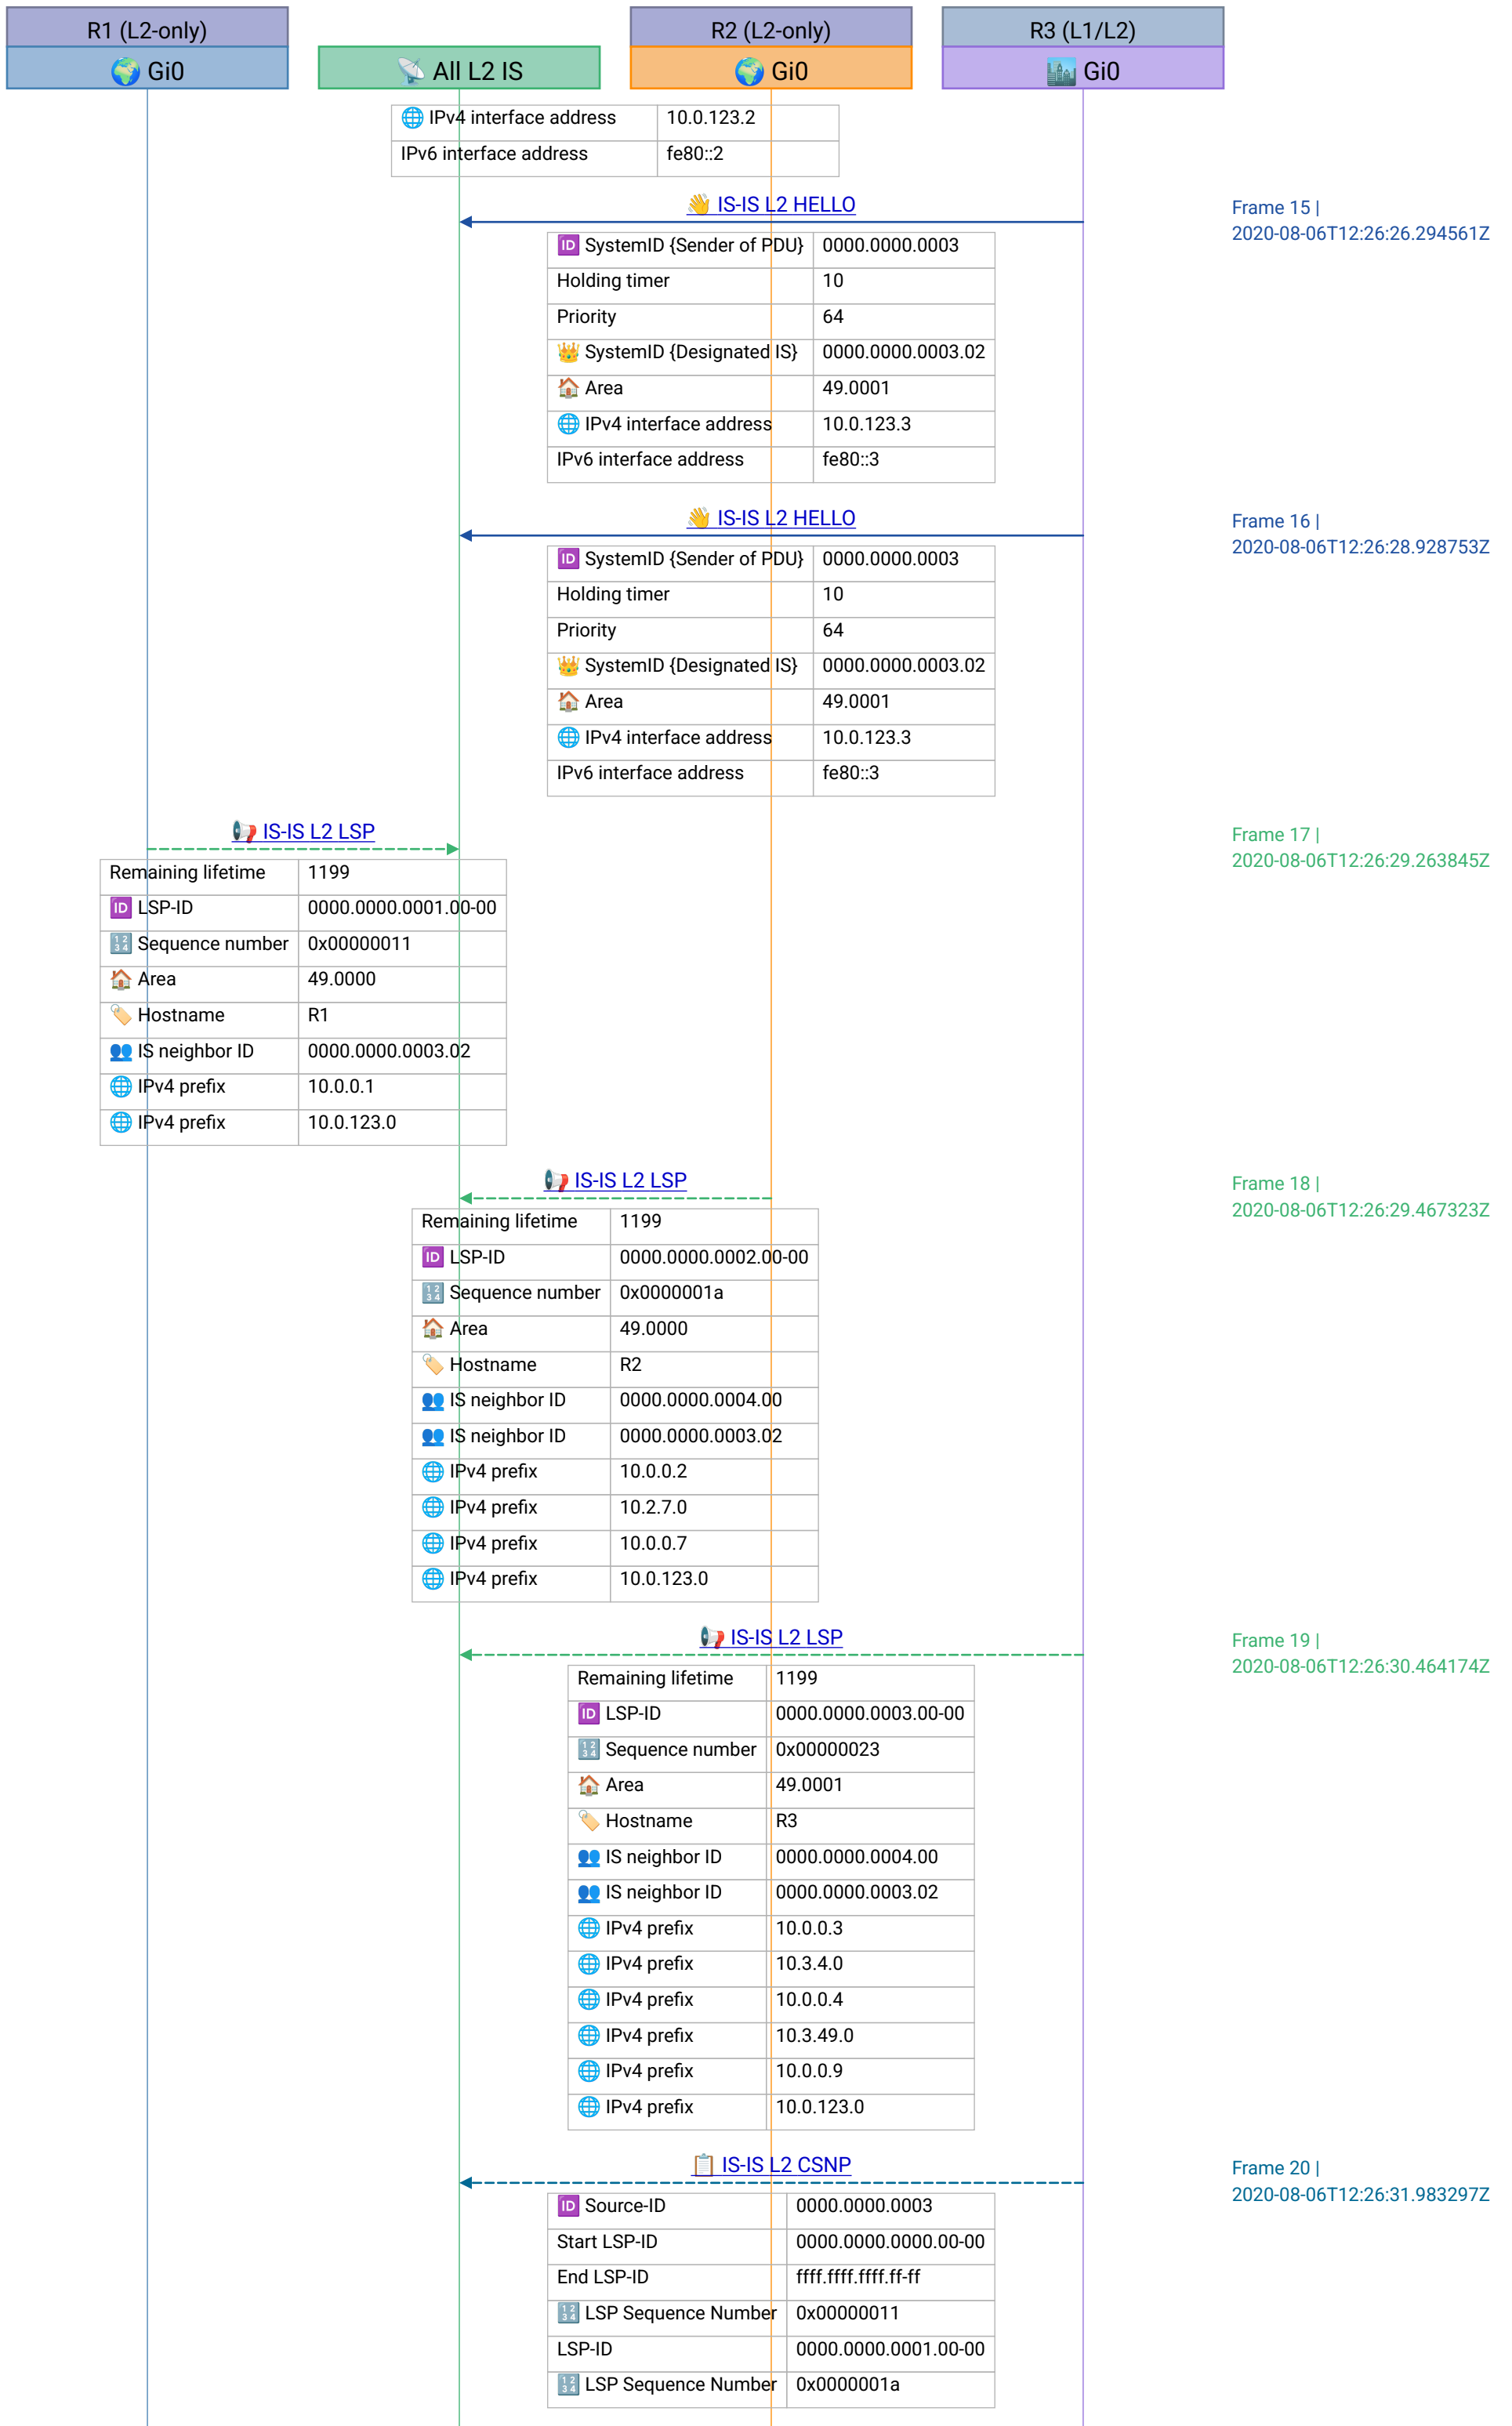 R1 (L2-only)
R2 (L2-only)
R3 (L1/L2)
🌍 Gi0
📡 All L2 IS
🌍 Gi0
🏙️ Gi0
🌐 IPv4 interface address 10.0.123.2
IPv6 interface address fe80::2
👋 IS-IS L2 HELLO
Frame 15 |
2020-08-06T12:26:26.294561Z
🆔 SystemID {Sender of PDU} 0000.0000.0003
Holding timer 10
Priority 64
👑 SystemID {Designated IS} 0000.0000.0003.02
🏠 Area 49.0001
🌐 IPv4 interface address 10.0.123.3
IPv6 interface address fe80::3
👋 IS-IS L2 HELLO
Frame 16 |
2020-08-06T12:26:28.928753Z
🆔 SystemID {Sender of PDU} 0000.0000.0003
Holding timer 10
Priority 64
👑 SystemID {Designated IS} 0000.0000.0003.02
🏠 Area 49.0001
🌐 IPv4 interface address 10.0.123.3
IPv6 interface address fe80::3
📢 IS-IS L2 LSP
Frame 17 |
2020-08-06T12:26:29.263845Z
Remaining lifetime 1199
🆔 LSP-ID 0000.0000.0001.00-00
🔢 Sequence number 0x00000011
🏠 Area 49.0000
🏷️ Hostname R1
👥 IS neighbor ID 0000.0000.0003.02
🌐 IPv4 prefix 10.0.0.1
🌐 IPv4 prefix 10.0.123.0
📢 IS-IS L2 LSP
Frame 18 |
2020-08-06T12:26:29.467323Z
Remaining lifetime 1199
🆔 LSP-ID 0000.0000.0002.00-00
🔢 Sequence number 0x0000001a
🏠 Area 49.0000
🏷️ Hostname R2
👥 IS neighbor ID 0000.0000.0004.00
👥 IS neighbor ID 0000.0000.0003.02
🌐 IPv4 prefix 10.0.0.2
🌐 IPv4 prefix 10.2.7.0
🌐 IPv4 prefix 10.0.0.7
🌐 IPv4 prefix 10.0.123.0
📢 IS-IS L2 LSP
Frame 19 |
2020-08-06T12:26:30.464174Z
Remaining lifetime 1199
🆔 LSP-ID 0000.0000.0003.00-00
🔢 Sequence number 0x00000023
🏠 Area 49.0001
🏷️ Hostname R3
👥 IS neighbor ID 0000.0000.0004.00
👥 IS neighbor ID 0000.0000.0003.02
🌐 IPv4 prefix 10.0.0.3
🌐 IPv4 prefix 10.3.4.0
🌐 IPv4 prefix 10.0.0.4
🌐 IPv4 prefix 10.3.49.0
🌐 IPv4 prefix 10.0.0.9
🌐 IPv4 prefix 10.0.123.0
📋 IS-IS L2 CSNP
Frame 20 |
2020-08-06T12:26:31.983297Z
🆔 Source-ID 0000.0000.0003
Start LSP-ID 0000.0000.0000.00-00
End LSP-ID ffff.ffff.ffff.ff-ff
🔢 LSP Sequence Number 0x00000011
LSP-ID 0000.0000.0001.00-00
🔢 LSP Sequence Number 0x0000001a